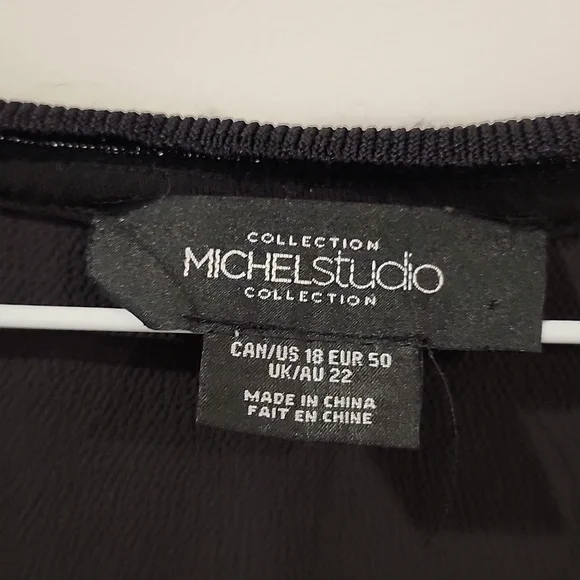 COLLECTION
MICHELstudio
COLLECTION
CAN/US 18 EUR 50
UK/AU 22
MADE IN CHINA
FAIT EN CHINE